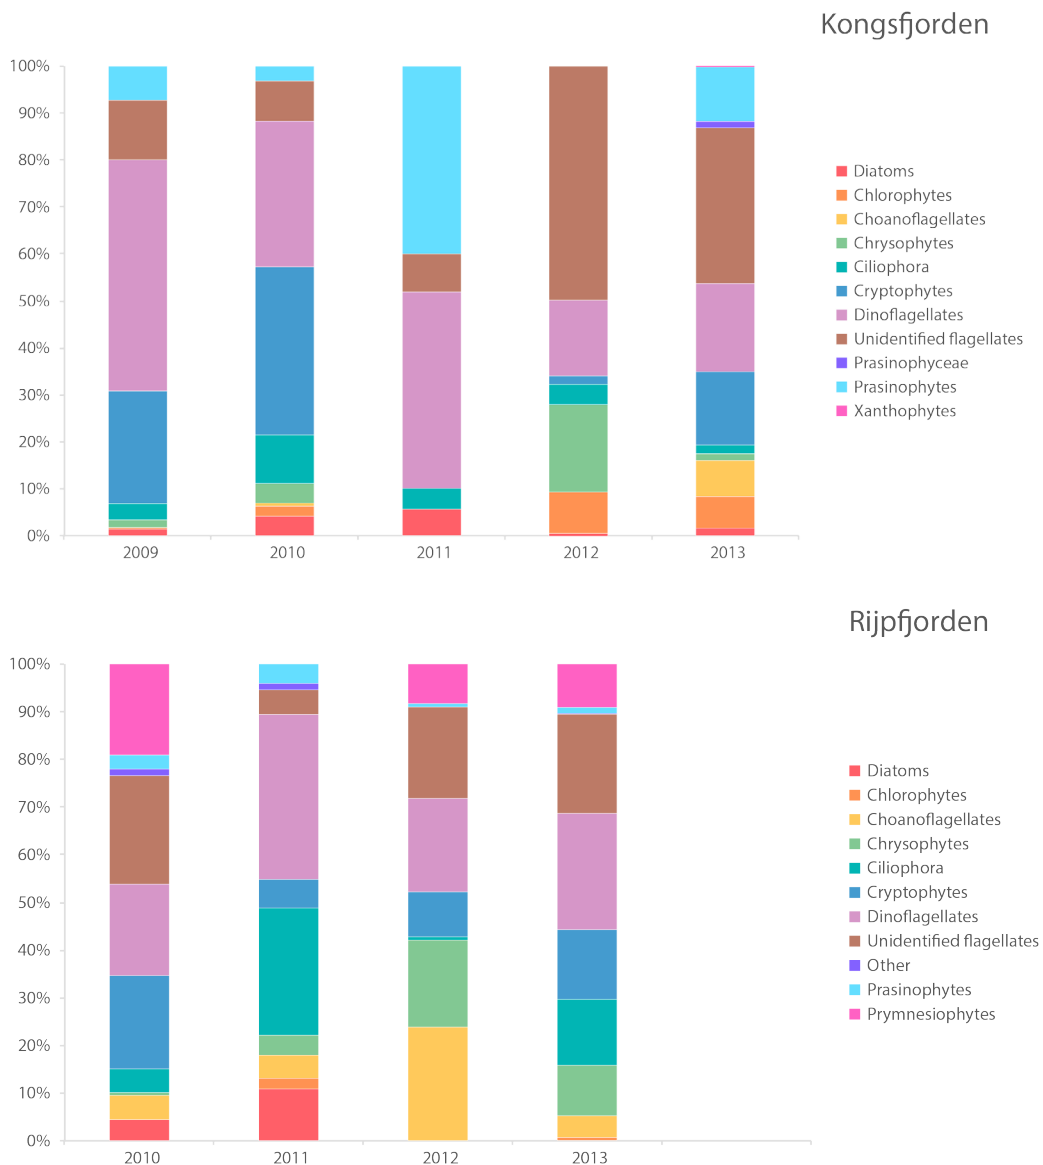 Kongsfjorden
100%
90%
80%
70%
60%
50%
40%
30%
20%
10%
0%
2009
2010
2011
2012
2013
Diatoms
Chlorophytes
Choanoflagellates
Chrysophytes
Ciliophora
Cryptophytes
Dinoflagellates
Unidentified flagellates
Prasinophyceae
Prasinophytes
Xanthophytes
Rijpfjorden
100%
90%
80%
70%
60%
50%
40%
30%
20%
10%
0%
2010
2011
2012
2013
Diatoms
Chlorophytes
Choanoflagellates
Chrysophytes
Ciliophora
Cryptophytes
Dinoflagellates
Unidentified flagellates
Other
Prasinophytes
Prymnesiophytes